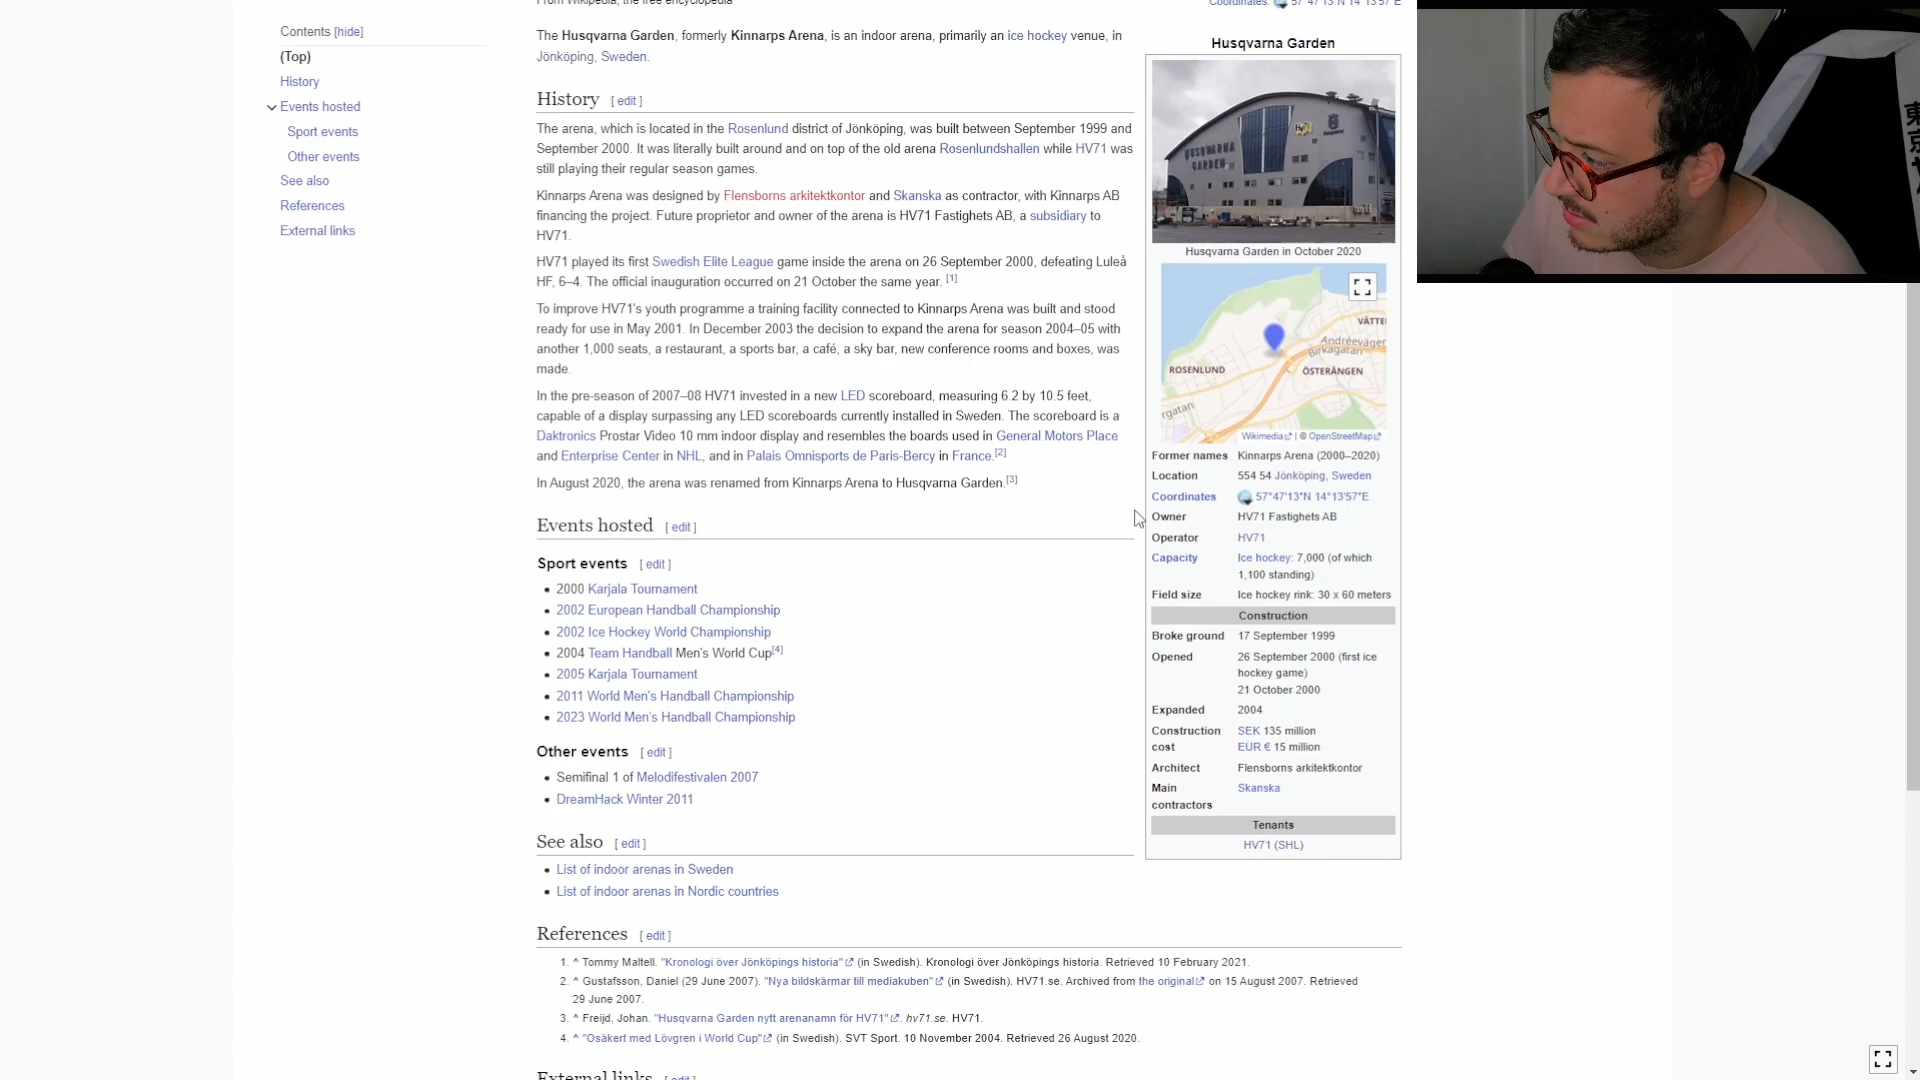 From Wikipedia, the free encyclopedia
Coordinates: 57°47′13″N 14°13′57″E
Contents [hide]
(Top)
History
Events hosted
Sport events
Other events
See also
References
External links
The Husqvarna Garden, formerly Kinnarps Arena, is an indoor arena, primarily an ice hockey venue, in
Jönköping, Sweden.
History [ edit ]
The arena, which is located in the Rosenlund district of Jönköping, was built between September 1999 and
September 2000. It was literally built around and on top of the old arena Rosenlundshallen while HV71 was
still playing their regular season games.
Kinnarps Arena was designed by Flensborns arkitektkontor and Skanska as contractor, with Kinnarps AB
financing the project. Future proprietor and owner of the arena is HV71 Fastighets AB, a subsidiary to
HV71.
HV71 played its first Swedish Elite League game inside the arena on 26 September 2000, defeating Luleå
HF, 6–4. The official inauguration occurred on 21 October the same year. [1]
To improve HV71's youth programme a training facility connected to Kinnarps Arena was built and stood
ready for use in May 2001. In December 2003 the decision to expand the arena for season 2004–05 with
another 1,000 seats, a restaurant, a sports bar, a café, a sky bar, new conference rooms and boxes, was
made.
In the pre-season of 2007–08 HV71 invested in a new LED scoreboard, measuring 6.2 by 10.5 feet,
capable of a display surpassing any LED scoreboards currently installed in Sweden. The scoreboard is a
Daktronics Prostar Video 10 mm indoor display and resembles the boards used in General Motors Place
and Enterprise Center in NHL, and in Palais Omnisports de Paris-Bercy in France.[2]
In August 2020, the arena was renamed from Kinnarps Arena to Husqvarna Garden.[3]
Events hosted [ edit ]
Sport events [ edit ]
• 2000 Karjala Tournament
• 2002 European Handball Championship
• 2002 Ice Hockey World Championship
• 2004 Team Handball Men's World Cup[4]
• 2005 Karjala Tournament
• 2011 World Men's Handball Championship
• 2023 World Men's Handball Championship
Other events [ edit ]
• Semifinal 1 of Melodifestivalen 2007
• DreamHack Winter 2011
See also [ edit ]
• List of indoor arenas in Sweden
• List of indoor arenas in Nordic countries
References [ edit ]
1. ^ Tommy Maltell. "Kronologi över Jönköpings historia" (in Swedish). Kronologi över Jönköpings historia. Retrieved 10 February 2021.
2. ^ Gustafsson, Daniel (29 June 2007). "Nya bildskärmar till mediakuben" (in Swedish). HV71.se. Archived from the original on 15 August 2007. Retrieved
29 June 2007.
3. ^ Freijd, Johan. "Husqvarna Garden nytt arenanamn för HV71". hv71.se. HV71.
4. ^ "Osäkert med Lövgren i World Cup" (in Swedish). SVT Sport. 10 November 2004. Retrieved 26 August 2020.
External links [ edit ]
Husqvarna Garden
HUSQVARNA
GARDEN
Husqvarna Garden in October 2020
VÄTTE
Andréevägen
Birkagatan
ROSENLUND
ÖSTERÄNGEN
rgatan
Wikimedia | © OpenStreetMap
Former names Kinnarps Arena (2000–2020)
Location 554 54 Jönköping, Sweden
Coordinates 57°47′13″N 14°13′57″E
Owner HV71 Fastighets AB
Operator HV71
Capacity Ice hockey: 7,000 (of which
1,100 standing)
Field size Ice hockey rink: 30 x 60 meters
Construction
Broke ground 17 September 1999
Opened 26 September 2000 (first ice
hockey game)
21 October 2000
Expanded 2004
Construction SEK 135 million
cost EUR € 15 million
Architect Flensborns arkitektkontor
Main Skanska
contractors
Tenants
HV71 (SHL)
東
京